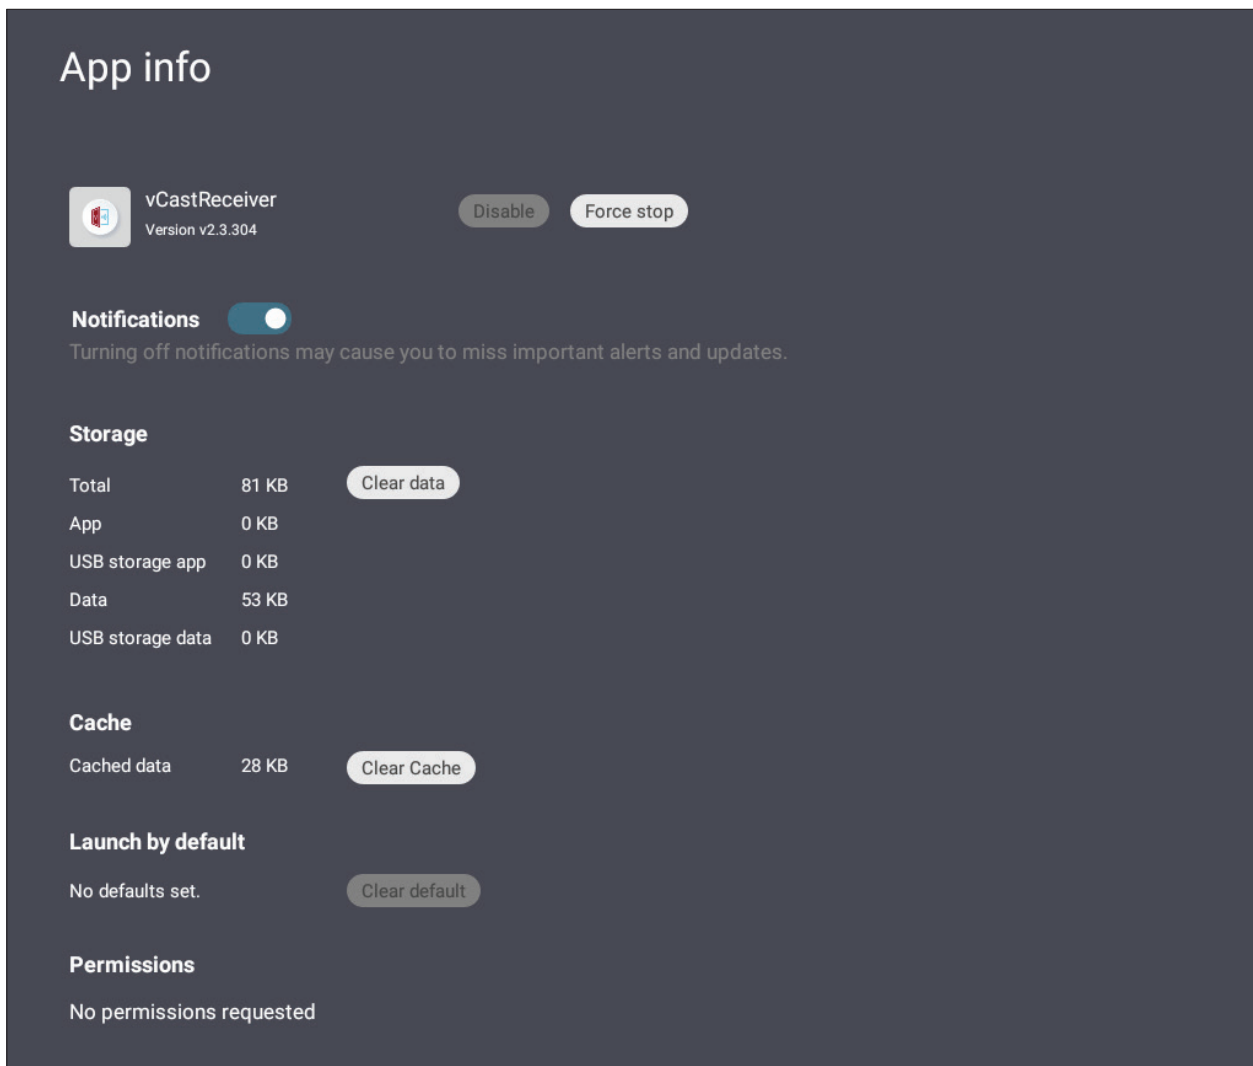 App info
vCastReceiver
Version v2.3.304
Disable
Force stop
Notifications
Turning off notifications may cause you to miss important alerts and updates.
Storage
Total 81 KB Clear data
App 0 KB
USB storage app 0 KB
Data 53 KB
USB storage data 0 KB
Cache
Cached data 28 KB Clear Cache
Launch by default
No defaults set. Clear default
Permissions
No permissions requested